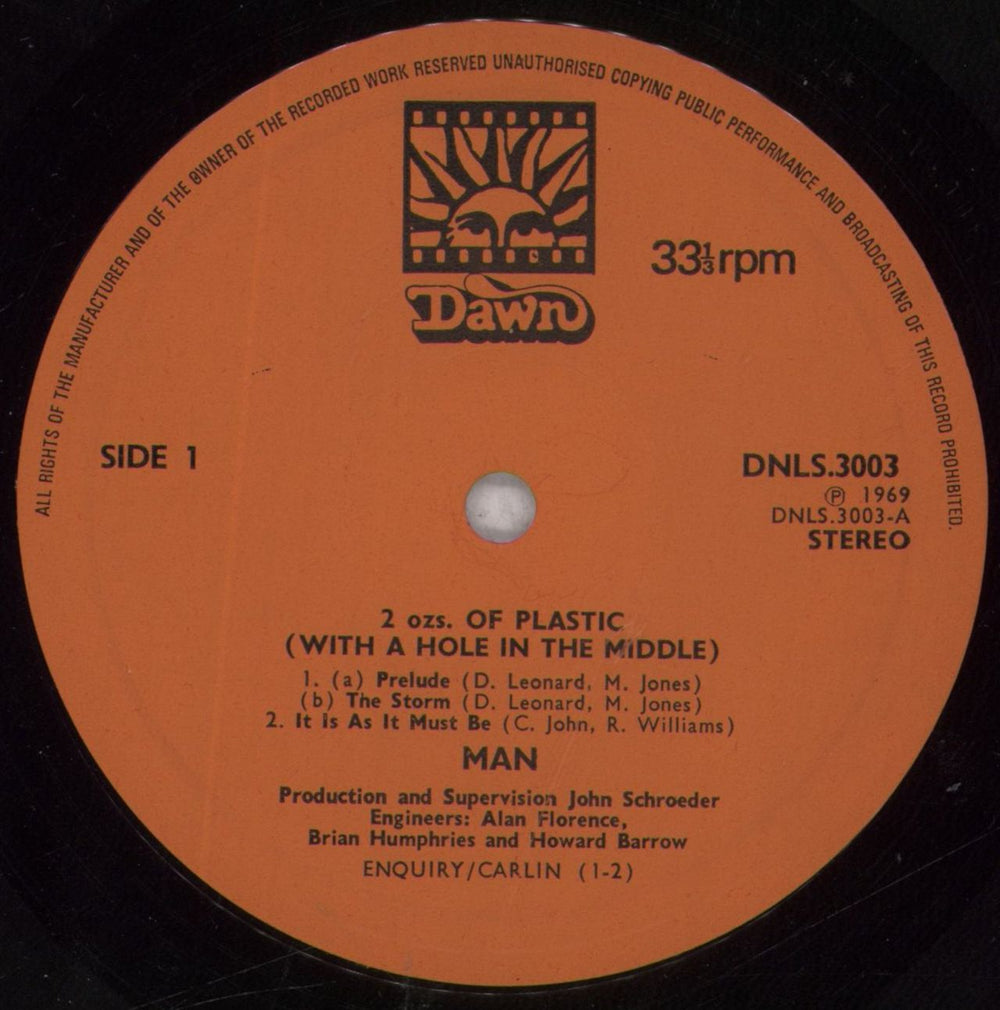 ALL RIGHTS OF THE MANUFACTURER AND OF THE OWNER OF THE RECORDED WORK RESERVED UNAUTHORISED COPYING PUBLIC PERFORMANCE AND BROADCASTING OF THIS RECORD PROHIBITED.
33⅓rpm
Dawn
SIDE 1
DNLS.3003
℗ 1969
DNLS.3003-A
STEREO
2 ozs. OF PLASTIC
(WITH A HOLE IN THE MIDDLE)
1. (a) Prelude (D. Leonard, M. Jones)
(b) The Storm (D. Leonard, M. Jones)
2. It Is As It Must Be (C. John, R. Williams)
MAN
Production and Supervision John Schroeder
Engineers: Alan Florence,
Brian Humphries and Howard Barrow
ENQUIRY/CARLIN (1-2)